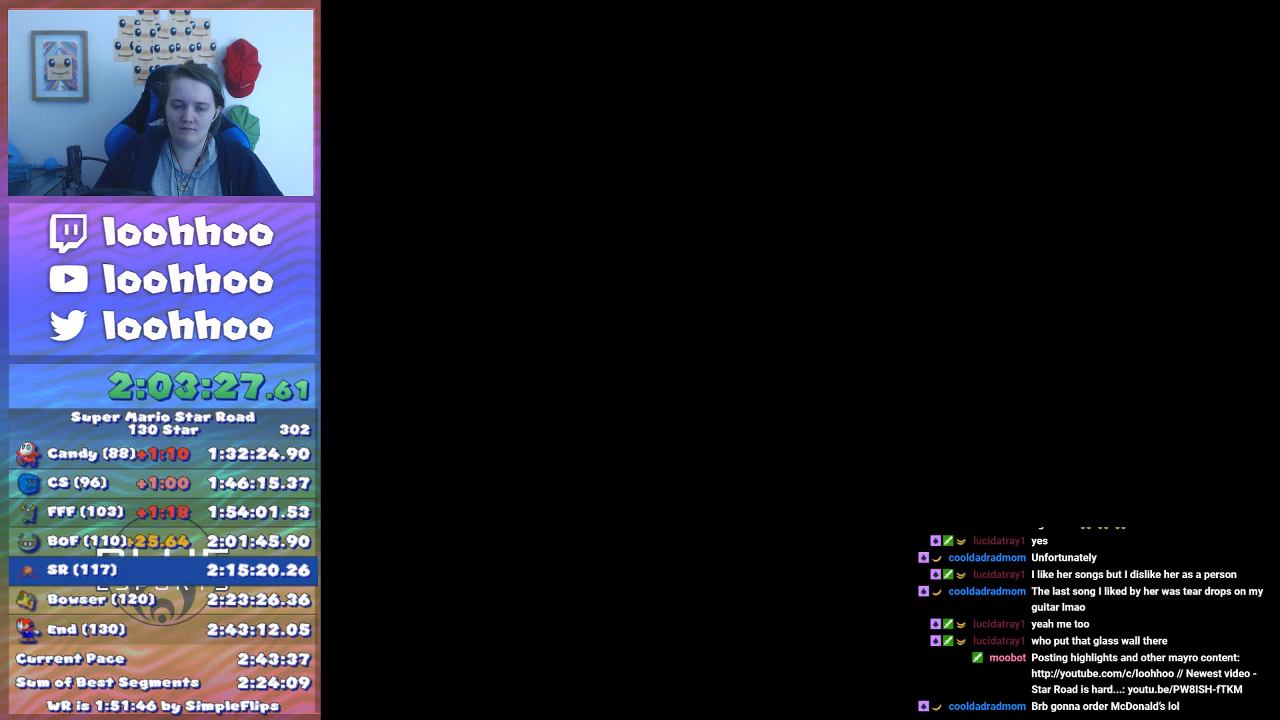 loohhoo
loohhoo
loohhoo
2:03:27.61
Super Mario Star Road
130 Star 302
Candy (88) +1:10 1:32:24.90
CS (96) +1:00 1:46:15.37
FFF (103) +1:18 1:54:01.53
BoF (110) +25.64 2:01:45.90
SR (117) 2:15:20.26
Bowser (120) 2:23:26.36
End (130) 2:43:12.05
Current Pace 2:43:37
Sum of Best Segments 2:24:09
WR is 1:51:46 by SimpleFlips
lucidatray1 yes
cooldadradmom Unfortunately
lucidatray1 I like her songs but I dislike her as a person
cooldadradmom The last song I liked by her was tear drops on my
guitar lmao
lucidatray1 yeah me too
lucidatray1 who put that glass wall there
moobot Posting highlights and other mayro content:
http://youtube.com/c/loohhoo // Newest video -
Star Road is hard...: youtu.be/PW8ISH-fTKM
cooldadradmom Brb gonna order McDonald's lol